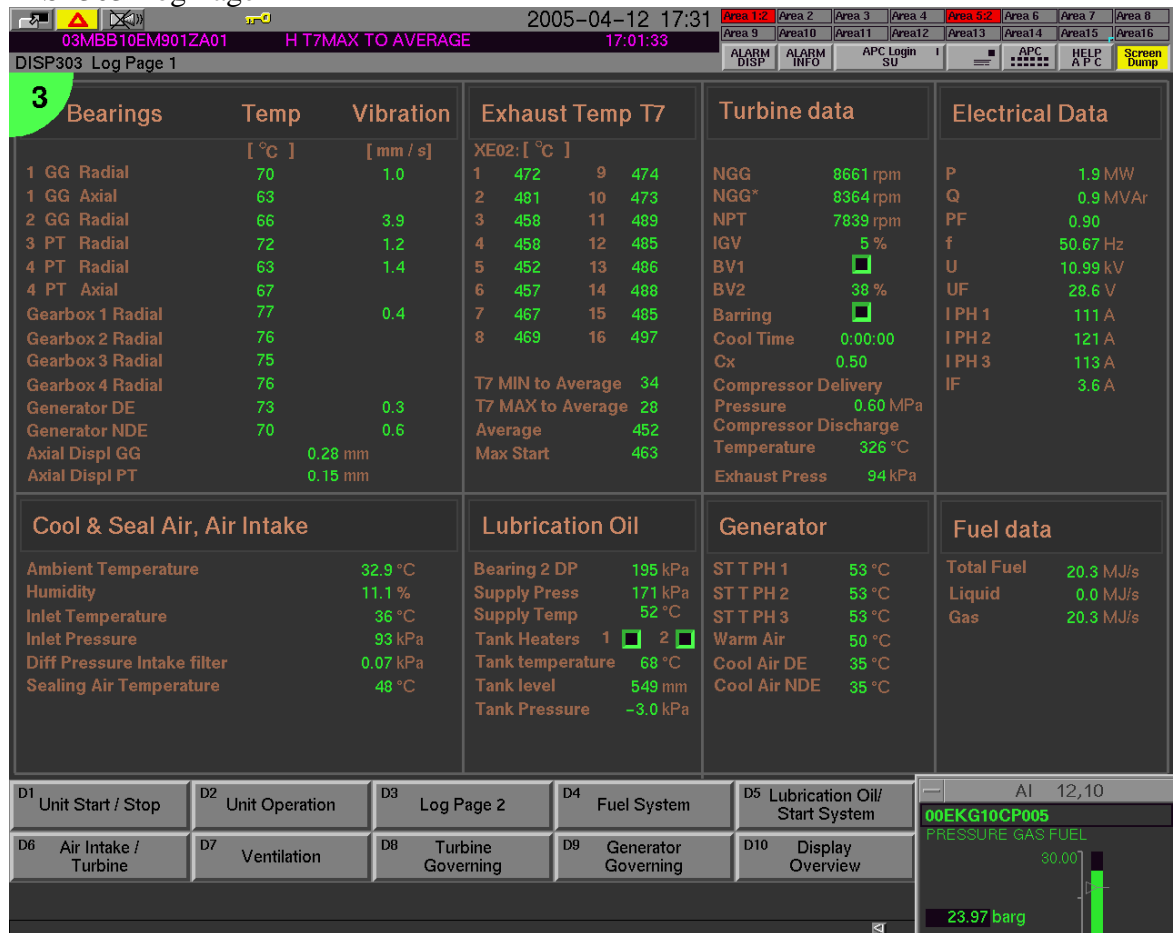 2005-04-12 17:31
Area 1:2 Area 2 Area 3 Area 4 Area 5:2 Area 6 Area 7 Area 8
Area 9 Area10 Area11 Area12 Area13 Area14 Area15 Area16
03MBB10EM901ZA01 H T7MAX TO AVERAGE 17:01:33
DISP303 Log Page 1
ALARM DISP
ALARM INFO
APC Login SU
APC
HELP APC
Screen Dump
3
Bearings Temp Vibration
[ °C ] [ mm / s]
1 GG Radial 70 1.0
1 GG Axial 63
2 GG Radial 66 3.9
3 PT Radial 72 1.2
4 PT Radial 63 1.4
4 PT Axial 67
Gearbox 1 Radial 77 0.4
Gearbox 2 Radial 76
Gearbox 3 Radial 75
Gearbox 4 Radial 76
Generator DE 73 0.3
Generator NDE 70 0.6
Axial Displ GG 0.28 mm
Axial Displ PT 0.15 mm
Exhaust Temp T7
XE02:[ °C ]
1 472 9 474
2 481 10 473
3 458 11 489
4 458 12 485
5 452 13 486
6 457 14 488
7 467 15 485
8 469 16 497
T7 MIN to Average 34
T7 MAX to Average 28
Average 452
Max Start 463
Turbine data
NGG 8661 rpm
NGG* 8364 rpm
NPT 7839 rpm
IGV 5 %
BV1
BV2 38 %
Barring
Cool Time 0:00:00
Cx 0.50
Compressor Delivery
Pressure 0.60 MPa
Compressor Discharge
Temperature 326 °C
Exhaust Press 94 kPa
Electrical Data
P 1.9 MW
Q 0.9 MVAr
PF 0.90
f 50.67 Hz
U 10.99 kV
UF 28.6 V
I PH 1 111 A
I PH 2 121 A
I PH 3 113 A
IF 3.6 A
Cool & Seal Air, Air Intake
Ambient Temperature 32.9 °C
Humidity 11.1 %
Inlet Temperature 36 °C
Inlet Pressure 93 kPa
Diff Pressure Intake filter 0.07 kPa
Sealing Air Temperature 48 °C
Lubrication Oil
Bearing 2 DP 195 kPa
Supply Press 171 kPa
Supply Temp 52 °C
Tank Heaters 1 2
Tank temperature 68 °C
Tank level 549 mm
Tank Pressure -3.0 kPa
Generator
ST T PH 1 53 °C
ST T PH 2 53 °C
ST T PH 3 53 °C
Warm Air 50 °C
Cool Air DE 35 °C
Cool Air NDE 35 °C
Fuel data
Total Fuel 20.3 MJ/s
Liquid 0.0 MJ/s
Gas 20.3 MJ/s
D1 Unit Start / Stop
D2 Unit Operation
D3 Log Page 2
D4 Fuel System
D5 Lubrication Oil/
Start System
D6 Air Intake /
Turbine
D7 Ventilation
D8 Turbine
Governing
D9 Generator
Governing
D10 Display
Overview
AI 12,10
00EKG10CP005
PRESSURE GAS FUEL
30.00
23.97 barg